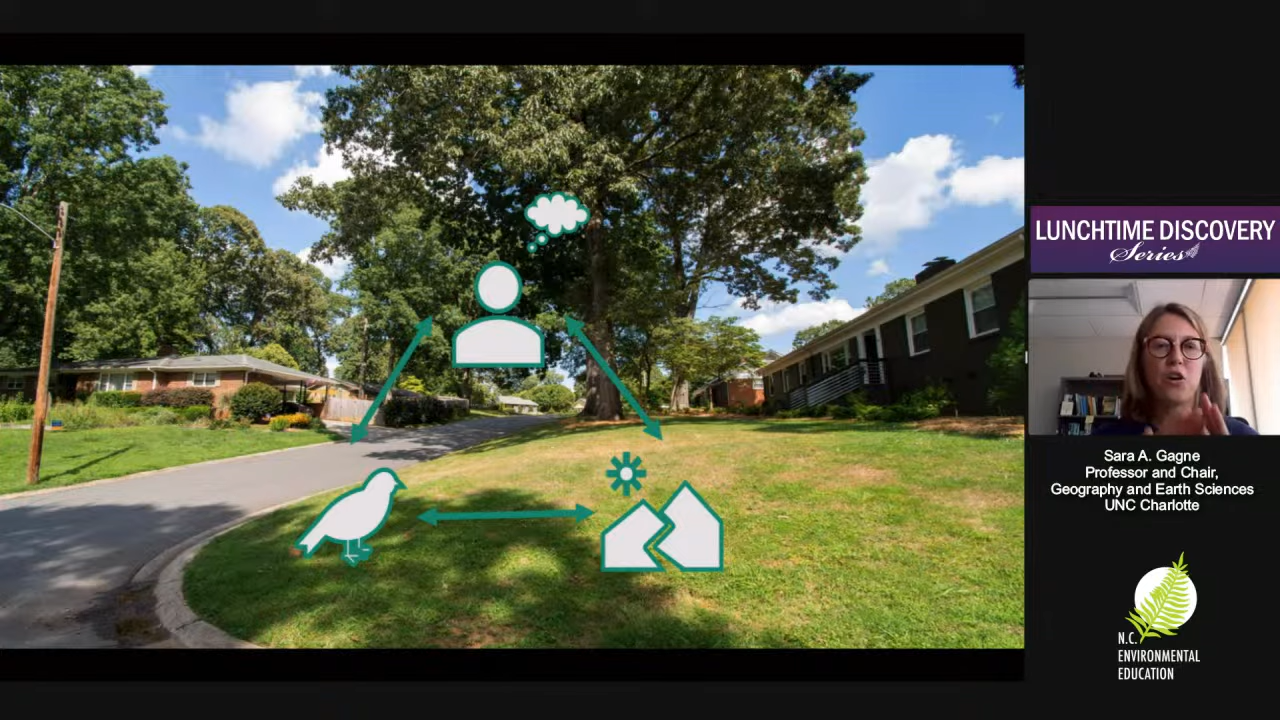 LUNCHTIME DISCOVERY
Series
Sara A. Gagne
Professor and Chair,
Geography and Earth Sciences
UNC Charlotte
N.C.
ENVIRONMENTAL
EDUCATION